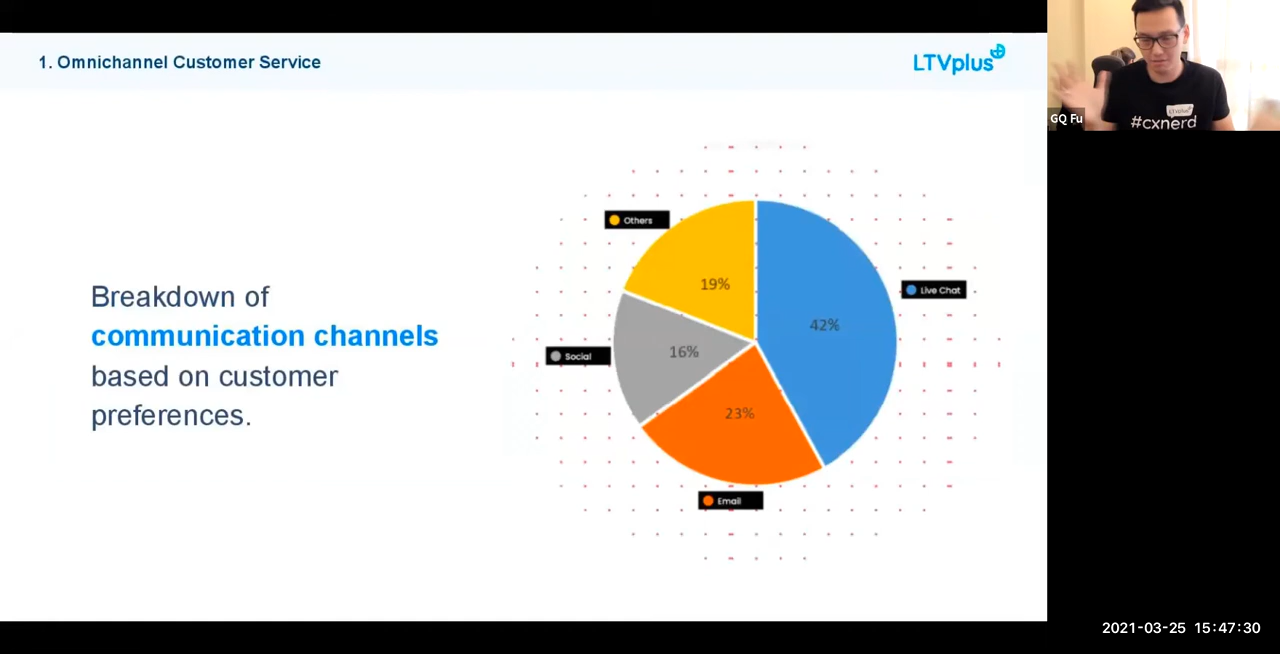 1. Omnichannel Customer Service
LTVplus
GQ Fu
#cxnerd
Others
19%
Live Chat
42%
Breakdown of
communication channels
based on customer
preferences.
Social
16%
23%
Email
2021-03-25 15:47:30